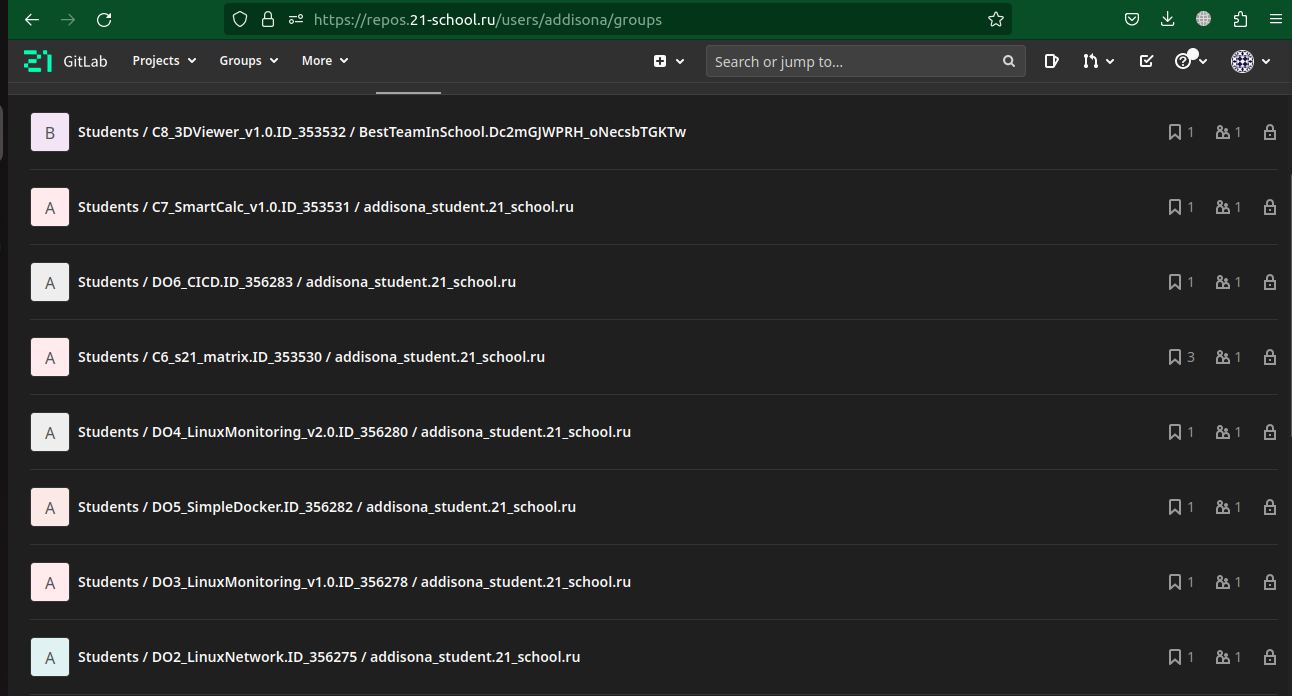 https://repos.21-school.ru/users/addisona/groups
21 GitLab Projects Groups More Search or jump to...
B Students / C8_3DViewer_v1.0.ID_353532 / BestTeamInSchool.Dc2mGJWPRH_oNecsbTGKTw 1 1
A Students / C7_SmartCalc_v1.0.ID_353531 / addisona_student.21_school.ru 1 1
A Students / DO6_CICD.ID_356283 / addisona_student.21_school.ru 1 1
A Students / C6_s21_matrix.ID_353530 / addisona_student.21_school.ru 3 1
A Students / DO4_LinuxMonitoring_v2.0.ID_356280 / addisona_student.21_school.ru 1 1
A Students / DO5_SimpleDocker.ID_356282 / addisona_student.21_school.ru 1 1
A Students / DO3_LinuxMonitoring_v1.0.ID_356278 / addisona_student.21_school.ru 1 1
A Students / DO2_LinuxNetwork.ID_356275 / addisona_student.21_school.ru 1 1